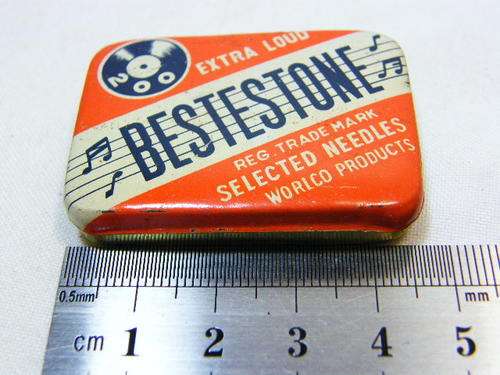 EXTRA LOUD
200
BESTESTONE
REG. TRADE MARK
SELECTED NEEDLES
WORICO PRODUCTS
0.5mm
mm
cm 1 2 3 4 5